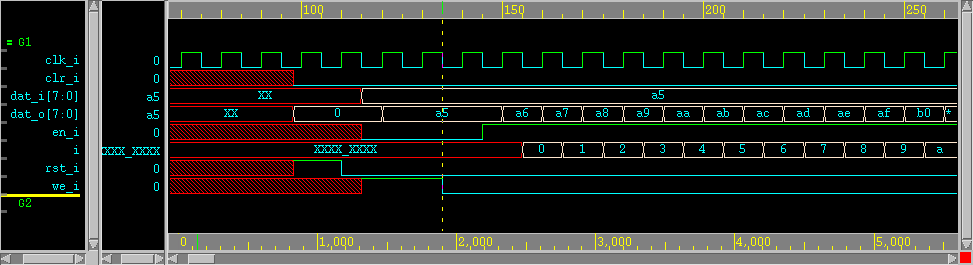 100 150 200 250
= G1
clk_i 0
clr_i 0
dat_i[7:0] a5 XX a5
dat_o[7:0] a5 XX 0 a5 a6 a7 a8 a9 aa ab ac ad ae af b0 *
en_i 0
i XXXX_XXXX XXXX_XXXX 0 1 2 3 4 5 6 7 8 9 a
rst_i 0
we_i 0
G2
0 1,000 2,000 3,000 4,000 5,000